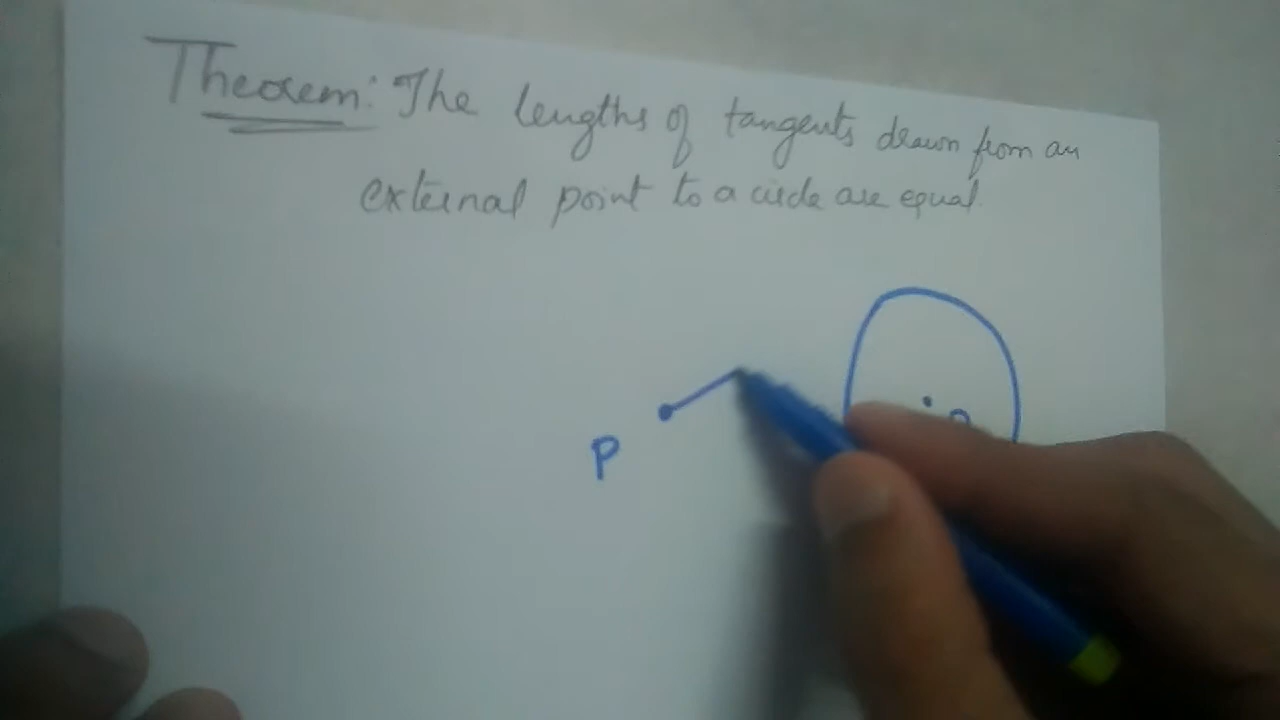 Theorem: The lengths of tangents drawn from an
external point to a circle are equal.
P
O